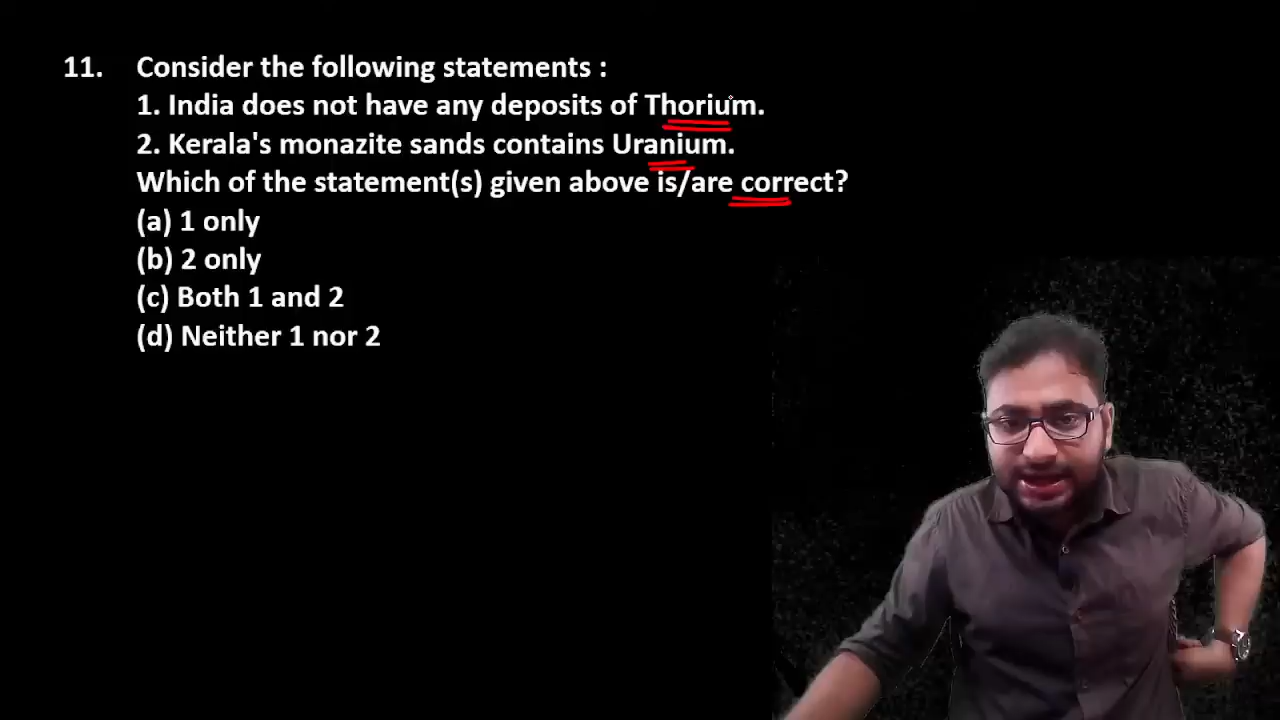 11. Consider the following statements :
1. India does not have any deposits of Thorium.
2. Kerala's monazite sands contains Uranium.
Which of the statement(s) given above is/are correct?
(a) 1 only
(b) 2 only
(c) Both 1 and 2
(d) Neither 1 nor 2